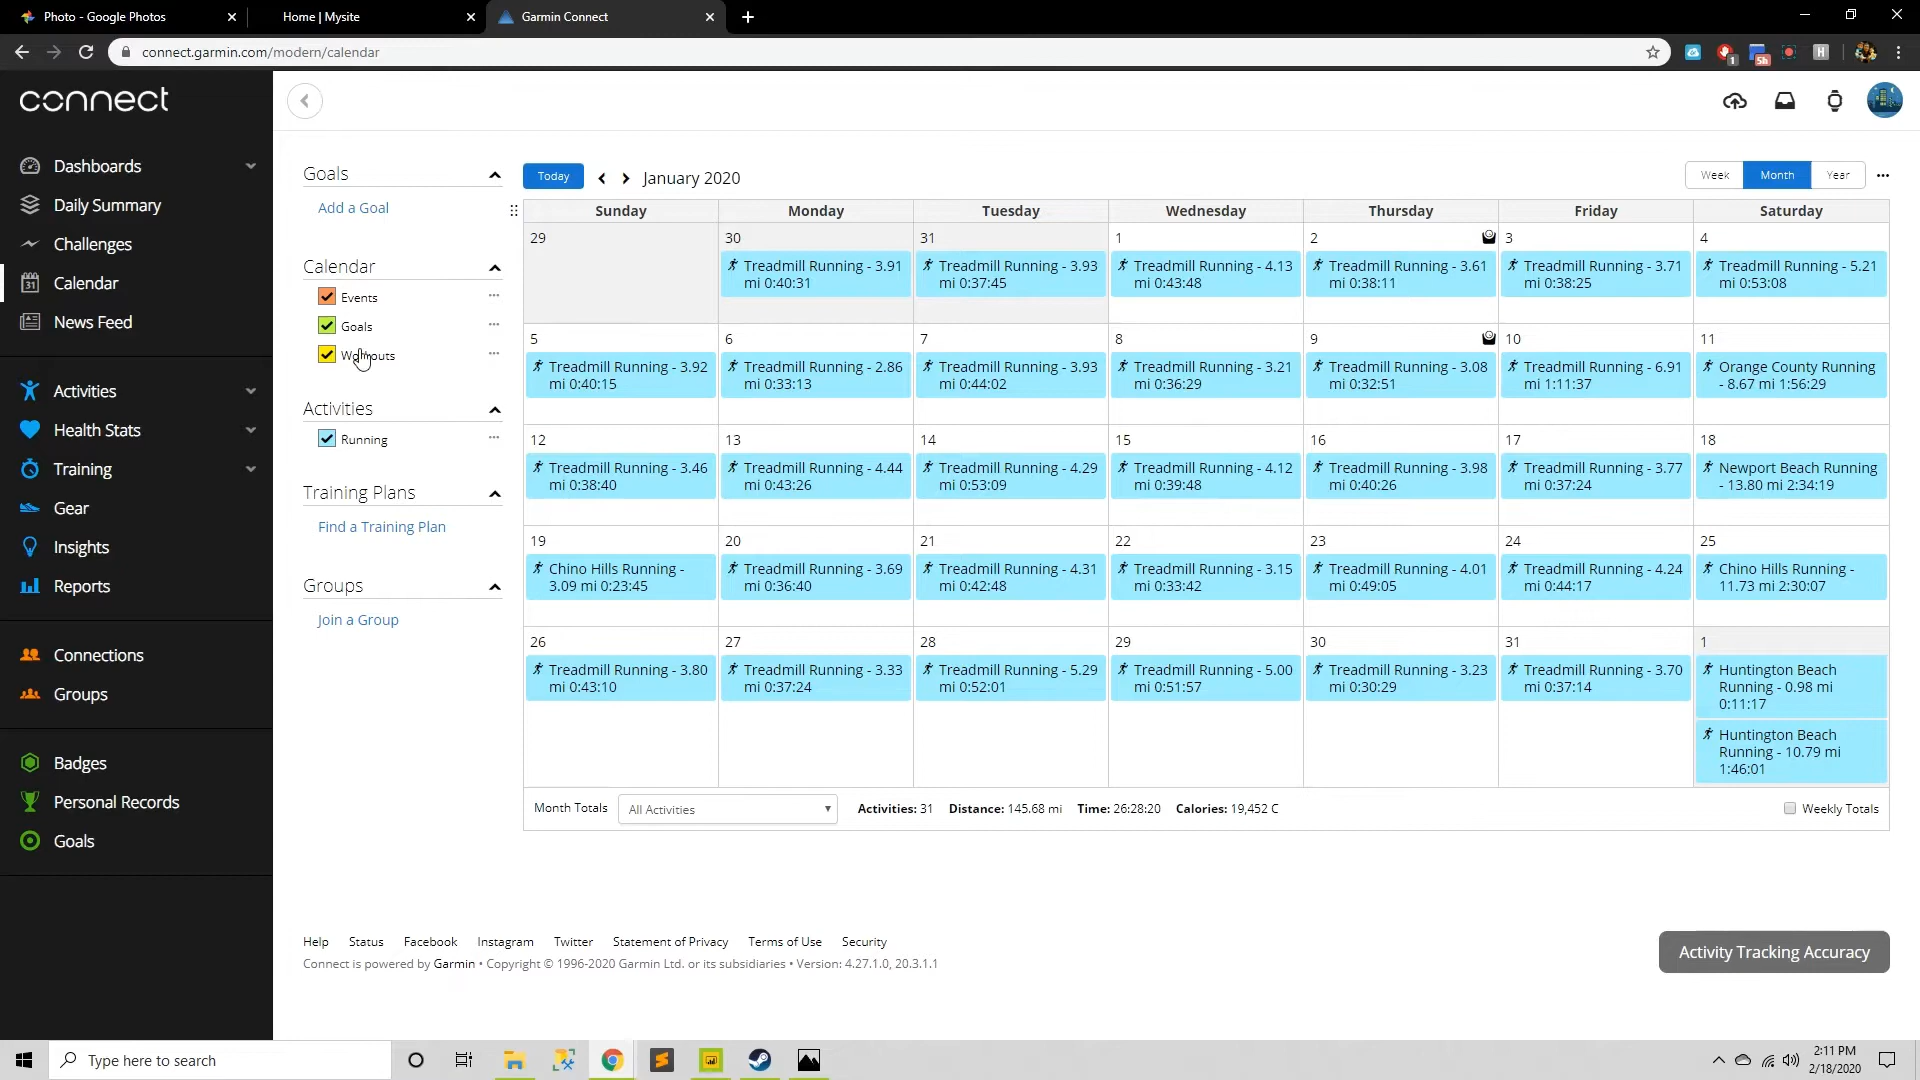 Photo - Google Photos
Home | Mysite
Garmin Connect
connect.garmin.com/modern/calendar
1
5h
H
connect
Dashboards
Daily Summary
Challenges
31 Calendar
News Feed
Activities
Health Stats
Training
Gear
Insights
Reports
Connections
Groups
Badges
Personal Records
Goals
Goals
Add a Goal
Calendar
Events
Goals
Workouts
Activities
Running
Training Plans
Find a Training Plan
Groups
Join a Group
Today January 2020 Week Month Year
Sunday Monday Tuesday Wednesday Thursday Friday Saturday
29
30
Treadmill Running - 3.91
mi 0:40:31
31
Treadmill Running - 3.93
mi 0:37:45
1
Treadmill Running - 4.13
mi 0:43:48
2
Treadmill Running - 3.61
mi 0:38:11
3
Treadmill Running - 3.71
mi 0:38:25
4
Treadmill Running - 5.21
mi 0:53:08
5
Treadmill Running - 3.92
mi 0:40:15
6
Treadmill Running - 2.86
mi 0:33:13
7
Treadmill Running - 3.93
mi 0:44:02
8
Treadmill Running - 3.21
mi 0:36:29
9
Treadmill Running - 3.08
mi 0:32:51
10
Treadmill Running - 6.91
mi 1:11:37
11
Orange County Running
- 8.67 mi 1:56:29
12
Treadmill Running - 3.46
mi 0:38:40
13
Treadmill Running - 4.44
mi 0:43:26
14
Treadmill Running - 4.29
mi 0:53:09
15
Treadmill Running - 4.12
mi 0:39:48
16
Treadmill Running - 3.98
mi 0:40:26
17
Treadmill Running - 3.77
mi 0:37:24
18
Newport Beach Running
- 13.80 mi 2:34:19
19
Chino Hills Running -
3.09 mi 0:23:45
20
Treadmill Running - 3.69
mi 0:36:40
21
Treadmill Running - 4.31
mi 0:42:48
22
Treadmill Running - 3.15
mi 0:33:42
23
Treadmill Running - 4.01
mi 0:49:05
24
Treadmill Running - 4.24
mi 0:44:17
25
Chino Hills Running -
11.73 mi 2:30:07
26
Treadmill Running - 3.80
mi 0:43:10
27
Treadmill Running - 3.33
mi 0:37:24
28
Treadmill Running - 5.29
mi 0:52:01
29
Treadmill Running - 5.00
mi 0:51:57
30
Treadmill Running - 3.23
mi 0:30:29
31
Treadmill Running - 3.70
mi 0:37:14
1
Huntington Beach
Running - 0.98 mi
0:11:17
Huntington Beach
Running - 10.79 mi
1:46:01
Month Totals All Activities Activities: 31 Distance: 145.68 mi Time: 26:28:20 Calories: 19,452 C Weekly Totals
Help Status Facebook Instagram Twitter Statement of Privacy Terms of Use Security
Connect is powered by Garmin • Copyright © 1996-2020 Garmin Ltd. or its subsidiaries • Version: 4.27.1.0, 20.3.1.1
Activity Tracking Accuracy
Type here to search
2:11 PM
2/18/2020